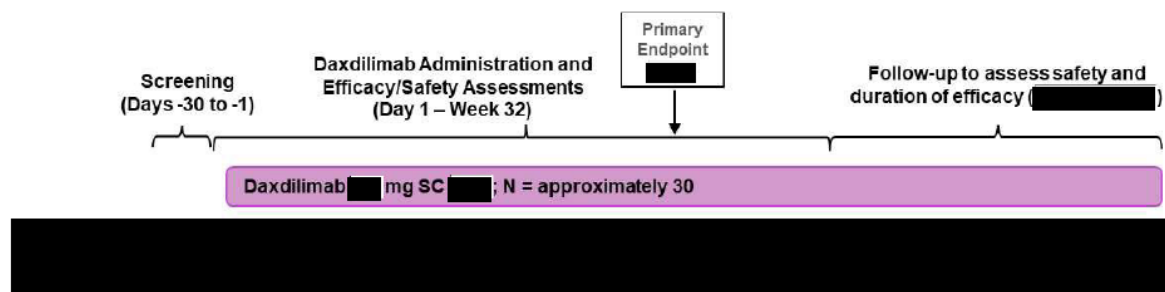 Primary
Endpoint
Daxdilimab Administration and
Efficacy/Safety Assessments
(Day 1 – Week 32)
Screening
(Days -30 to -1)
Follow-up to assess safety and
duration of efficacy ( )
Daxdilimab mg SC ; N = approximately 30